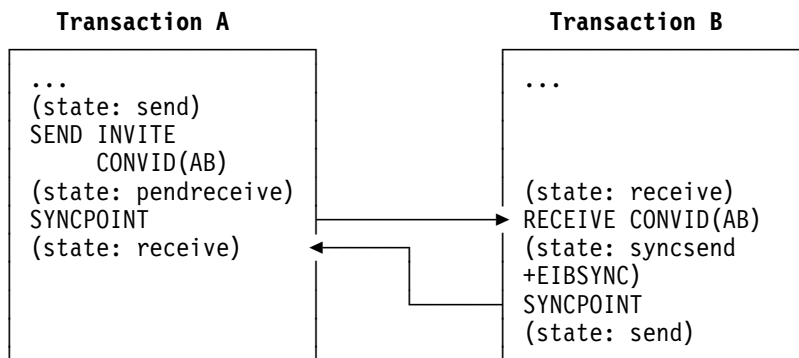 Transaction A
...
(state: send)
SEND INVITE
CONVID(AB)
(state: pendreceive)
SYNCPOINT
(state: receive)
Transaction B
...
(state: receive)
RECEIVE CONVID(AB)
(state: syncsend
+EIBSYNC)
SYNCPOINT
(state: send)